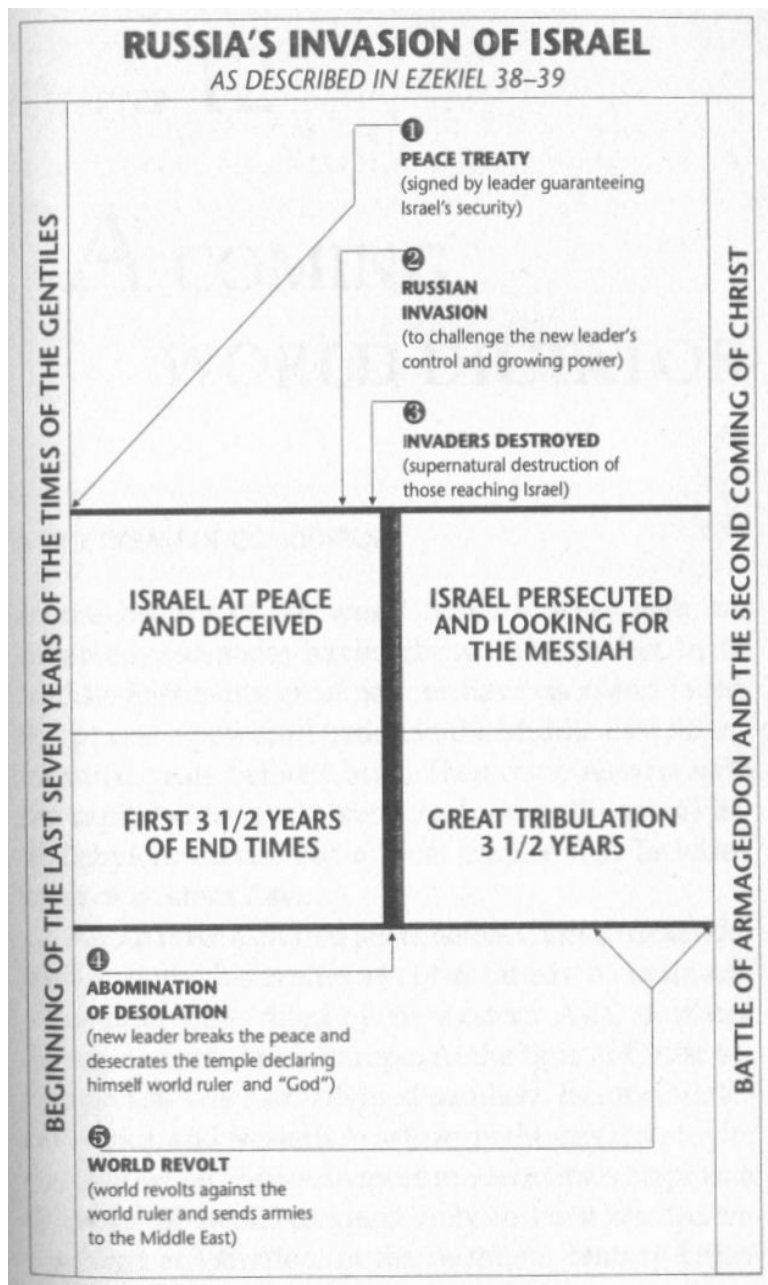 RUSSIA'S INVASION OF ISRAEL
AS DESCRIBED IN EZEKIEL 38–39
BEGINNING OF THE LAST SEVEN YEARS OF THE TIMES OF THE GENTILES
1
PEACE TREATY
(signed by leader guaranteeing
Israel's security)
2
RUSSIAN
INVASION
(to challenge the new leader's
control and growing power)
3
INVADERS DESTROYED
(supernatural destruction of
those reaching Israel)
ISRAEL AT PEACE
AND DECEIVED
ISRAEL PERSECUTED
AND LOOKING FOR
THE MESSIAH
FIRST 3 1/2 YEARS
OF END TIMES
GREAT TRIBULATION
3 1/2 YEARS
4
ABOMINATION
OF DESOLATION
(new leader breaks the peace and
desecrates the temple declaring
himself world ruler and "God")
5
WORLD REVOLT
(world revolts against the
world ruler and sends armies
to the Middle East)
BATTLE OF ARMAGEDDON AND THE SECOND COMING OF CHRIST